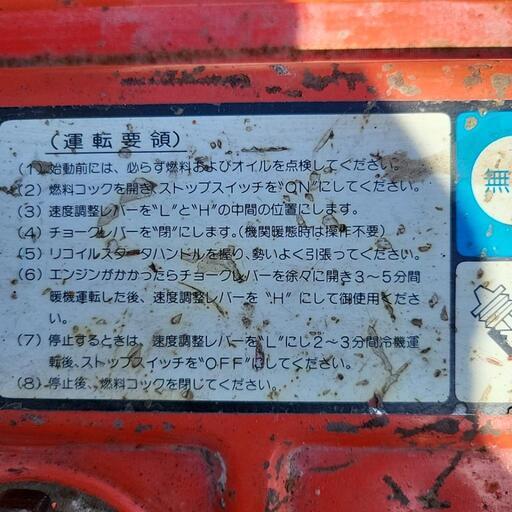 (運転要領)
(1) 始動前には、必らず燃料およびオイルを点検してください。
(2) 燃料コックを開き、ストップスイッチを"ON"にしてください。
(3) 速度調整レバーを"L"と"H"の中間の位置にします。
(4) チョークレバーを"閉"にします。(機関暖態時は操作不要)
(5) リコイルスタータハンドルを握り、勢いよく引張ってください。
(6) エンジンがかかったらチョークレバーを徐々に開き3〜5分間
暖機運転した後、速度調整レバーを"H"にして御使用くださ
い。
(7) 停止するときは、速度調整レバーを"L"にし2〜3分間冷機運
転後、ストップスイッチを"OFF"にしてください。
(8) 停止後、燃料コックを閉じてください。
無